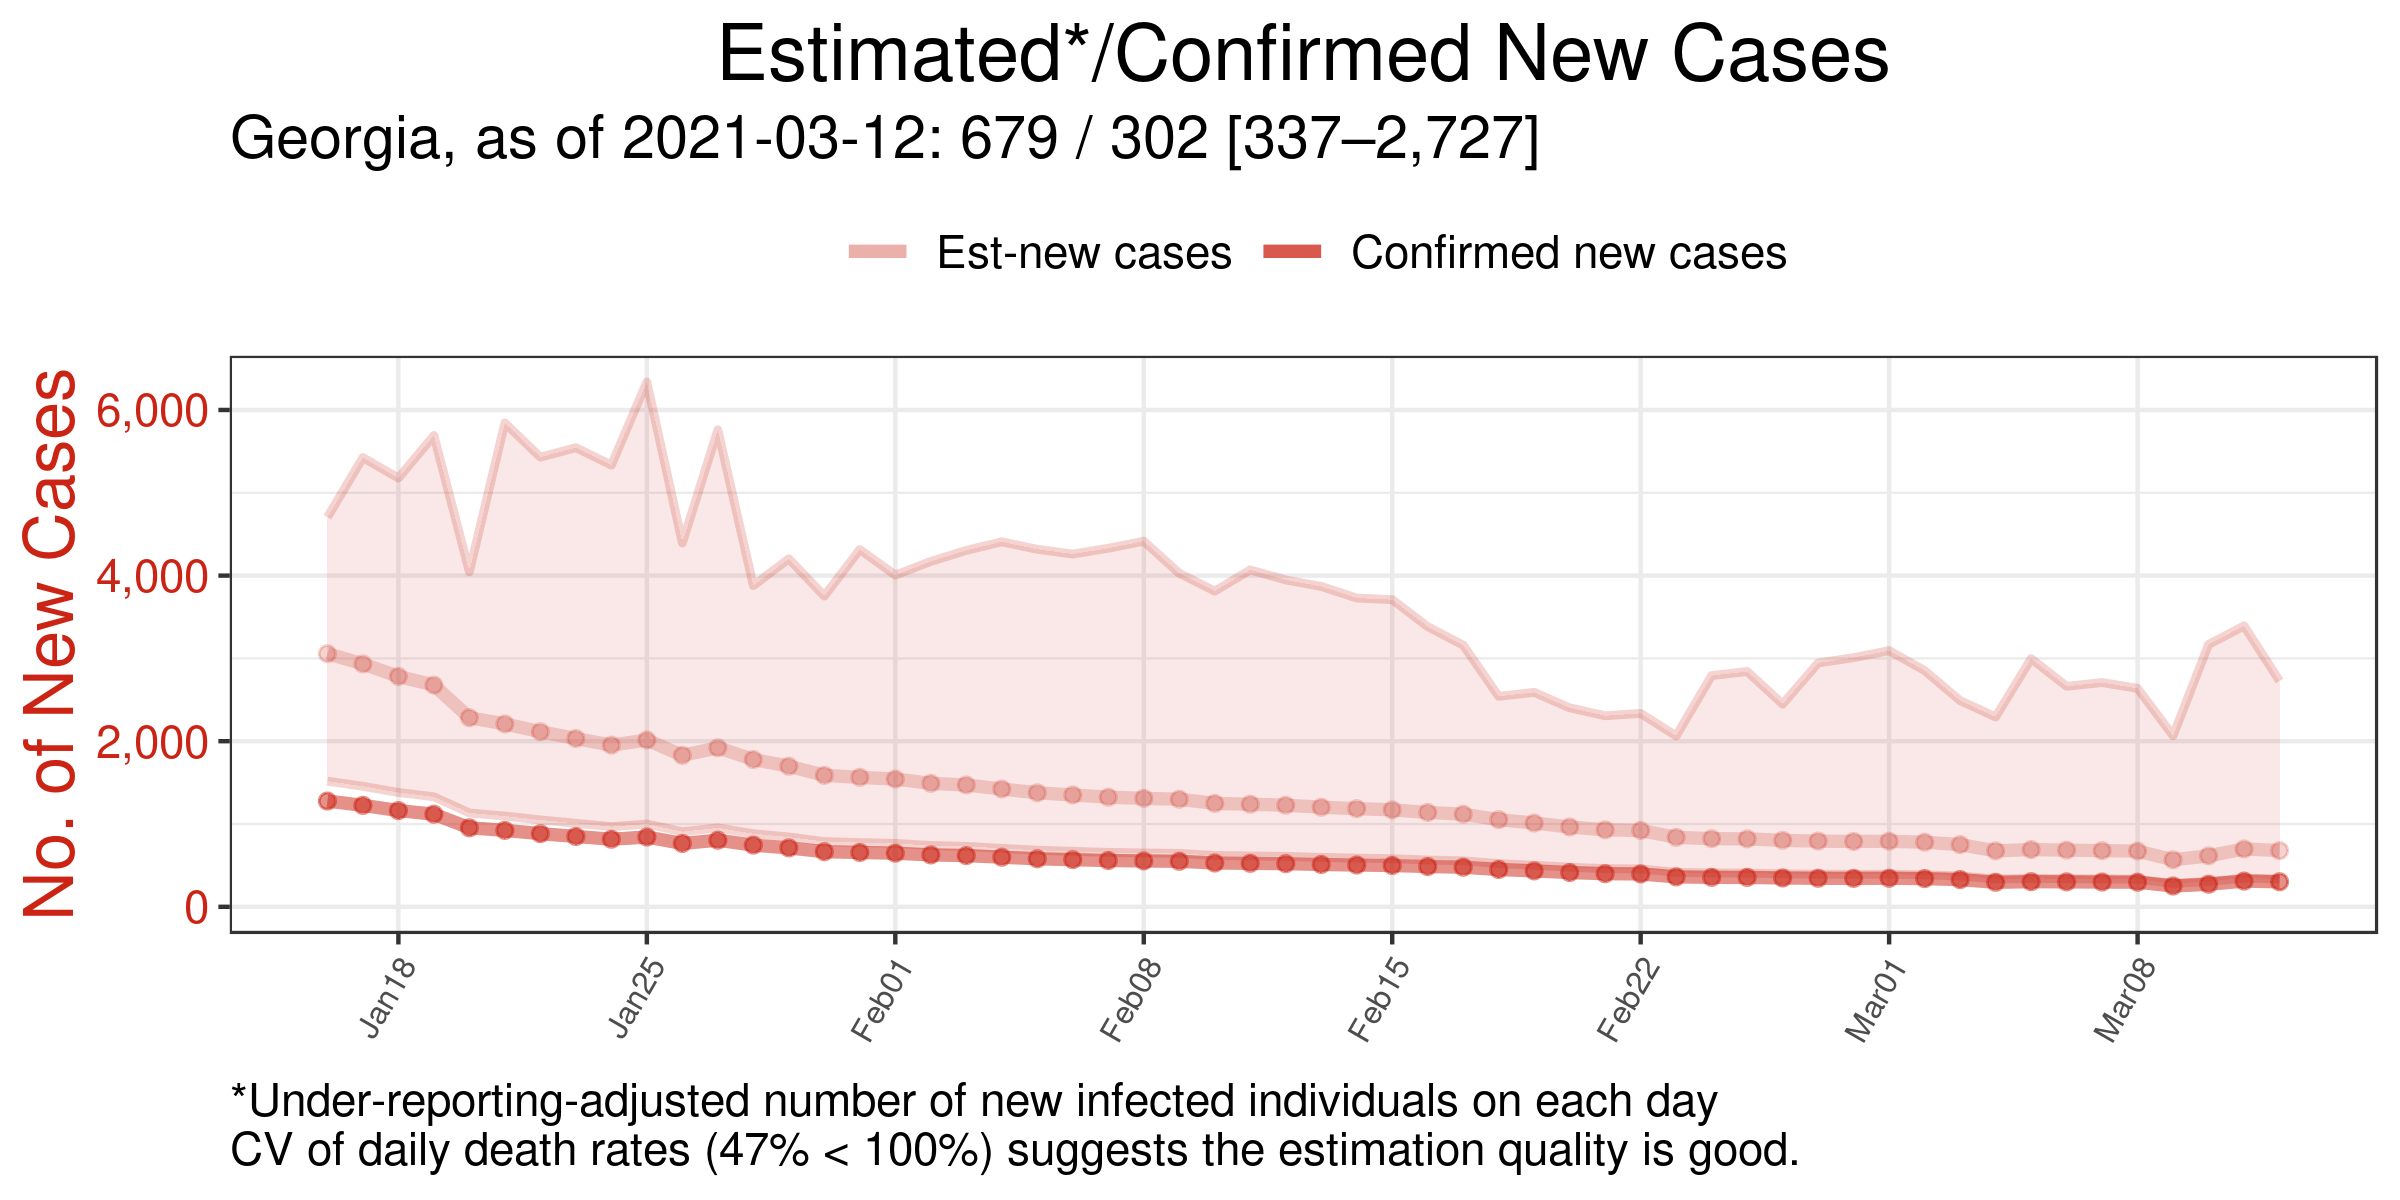 Estimated*/Confirmed New Cases
Georgia, as of 2021-03-12: 679 / 302 [337–2,727]
Est-new cases Confirmed new cases
No. of New Cases
6,000
4,000
2,000
0
Jan18 Jan25 Feb01 Feb08 Feb15 Feb22 Mar01 Mar08
*Under-reporting-adjusted number of new infected individuals on each day
CV of daily death rates (47% < 100%) suggests the estimation quality is good.